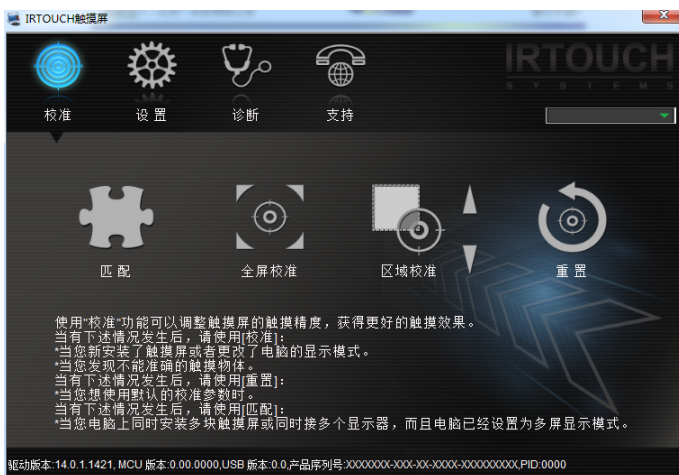 IRTOUCH触摸屏
IRTOUCH
SYSTEMS
校准 设置 诊断 支持
匹配 全屏校准 区域校准 重置
使用"校准"功能可以调整触摸屏的触摸精度，获得更好的触摸效果。
当有下述情况发生后，请使用[校准]：
*当您新安装了触摸屏或者更改了电脑的显示模式。
*当您发现不能准确的触摸物体。
当有下述情况发生后，请使用[重置]：
*当您想使用默认的校准参数时。
当有下述情况发生后，请使用[匹配]：
*当您电脑上同时安装多块触摸屏或同时接多个显示器，而且电脑已经设置为多屏显示模式。
驱动版本:14.0.1.1421, MCU 版本:0.00.0000,USB 版本:0.0,产品序列号:XXXXXXX-XXX-XX-XXXX-XXXXXXXXX,PID:0000